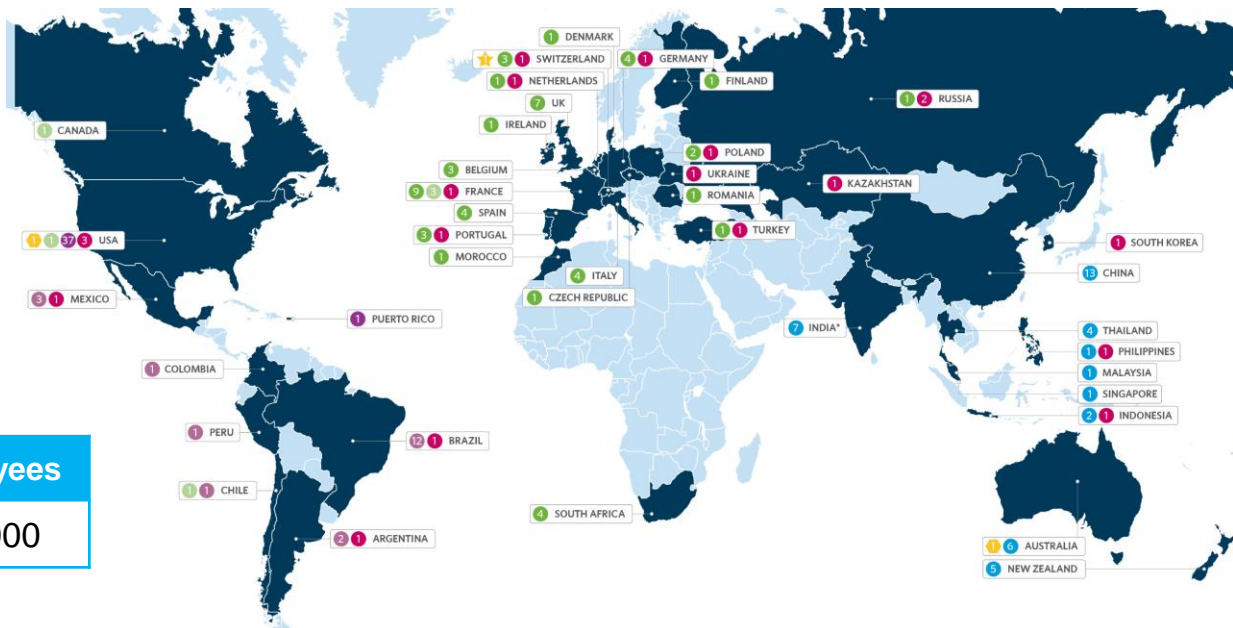 1 DENMARK
1 3 1 SWITZERLAND
4 1 GERMANY
1 1 NETHERLANDS
1 FINLAND
7 UK
1 2 RUSSIA
1 IRELAND
1 CANADA
2 1 POLAND
3 BELGIUM
1 UKRAINE
1 KAZAKHSTAN
9 3 1 FRANCE
1 ROMANIA
4 SPAIN
3 1 PORTUGAL
1 1 TURKEY
1 1 37 3 USA
1 SOUTH KOREA
1 MOROCCO
4 ITALY
13 CHINA
3 1 MEXICO
1 CZECH REPUBLIC
1 PUERTO RICO
7 INDIA*
4 THAILAND
1 1 PHILIPPINES
1 COLOMBIA
1 MALAYSIA
1 SINGAPORE
2 1 INDONESIA
1 PERU
12 1 BRAZIL
yees
1 1 CHILE
4 SOUTH AFRICA
000
2 1 ARGENTINA
1 6 AUSTRALIA
5 NEW ZEALAND